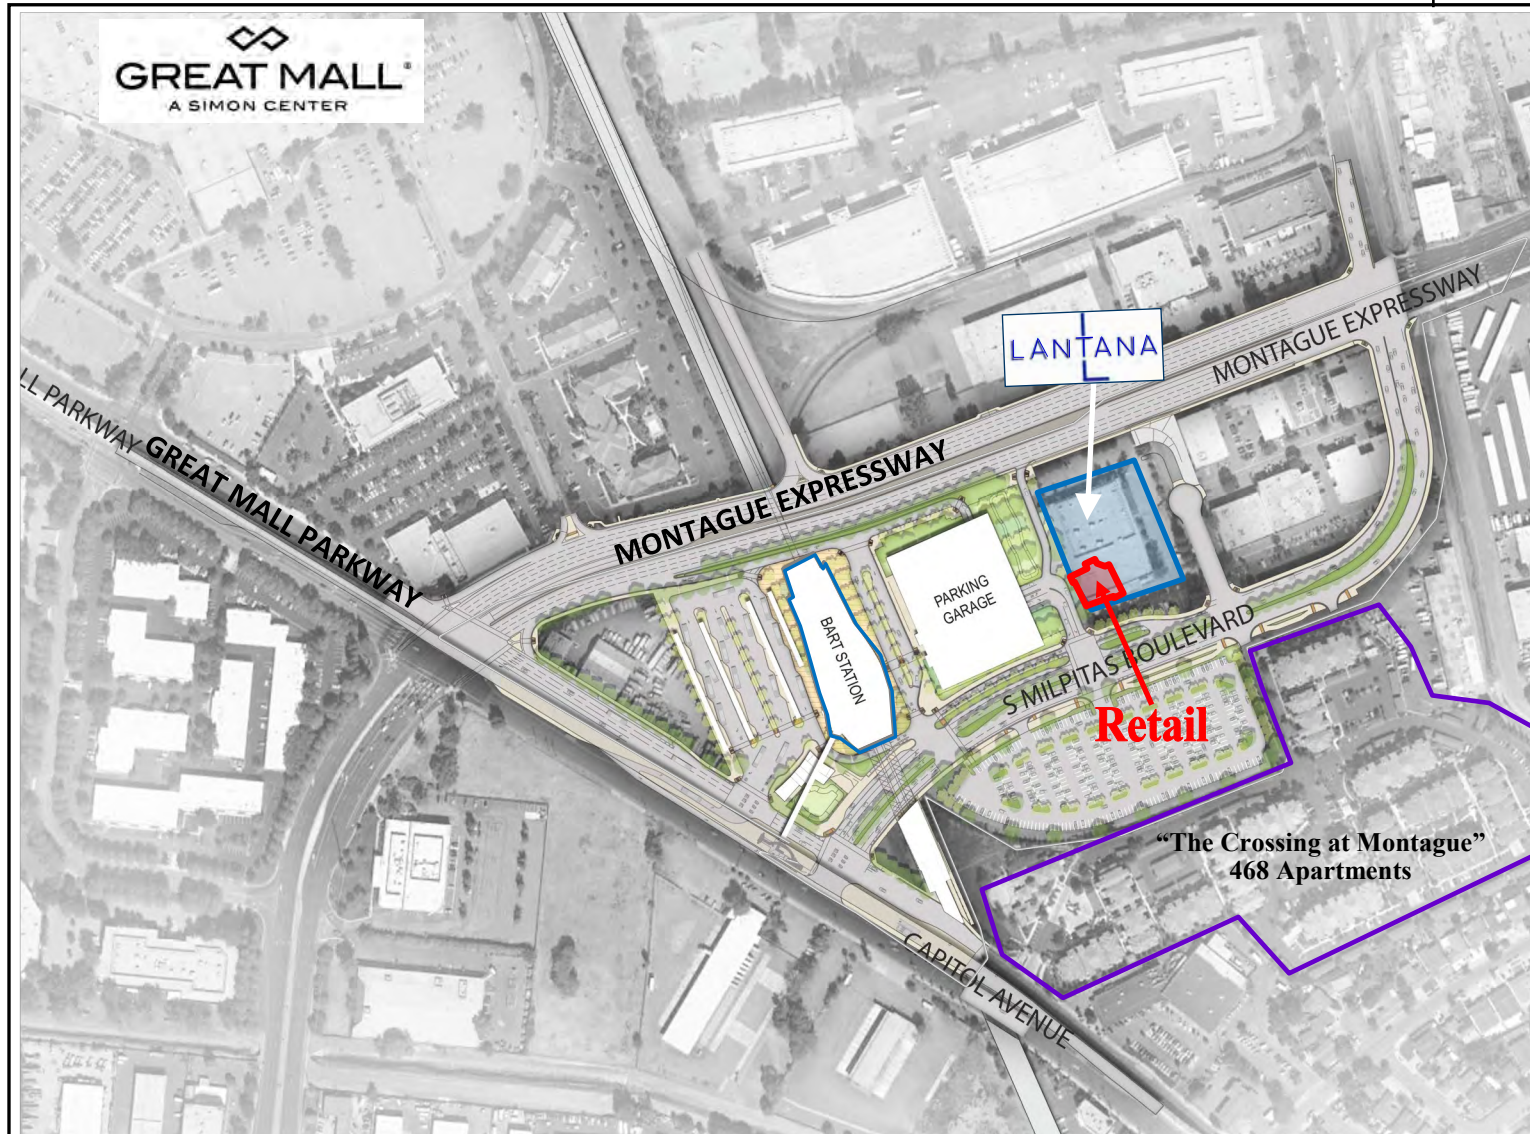 GREAT MALL®
A SIMON CENTER
LANTANA
L
MONTAGUE EXPRESSWAY
LL PARKWAY
GREAT MALL PARKWAY
MONTAGUE EXPRESSWAY
PARKING
GARAGE
BART STATION
S MILPITAS BOULEVARD
Retail
“The Crossing at Montague”
468 Apartments
CAPITOL AVENUE